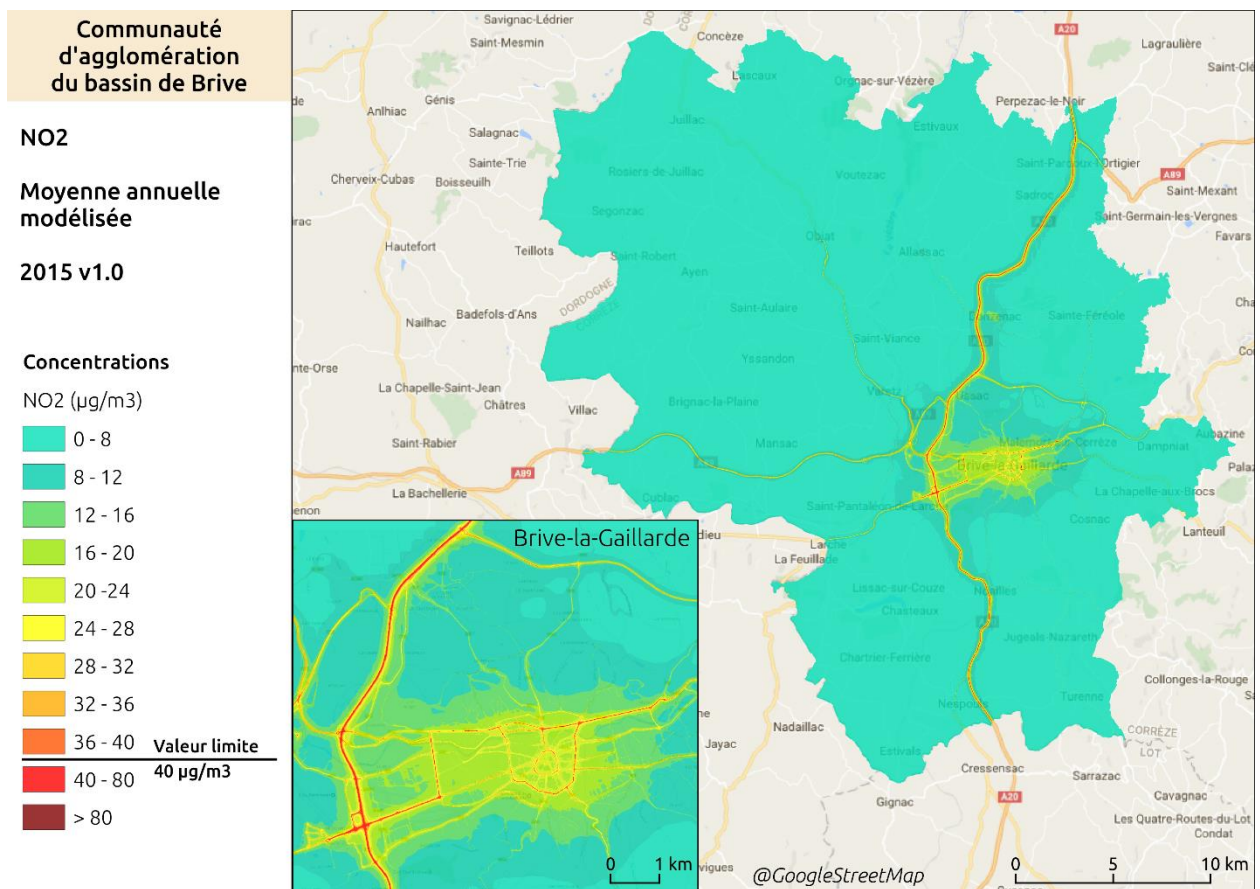 Communauté
d'agglomération
du bassin de Brive
NO2
Moyenne annuelle
modélisée
2015 v1.0
Concentrations
NO2 (µg/m3)
0 - 8
8 - 12
12 - 16
16 - 20
20 -24
24 - 28
28 - 32
32 - 36
36 - 40
Valeur limite
40 µg/m3
40 - 80
> 80
Savignac-Lédrier
Concèze
A20
Lagraulière
Saint-Mesmin
Lascaux
Orgnac-sur-Vézère
Génis
Perpezac-le-Noir
Anlhiac
Juillac
Estivaux
Salagnac
Sainte-Trie
Saint-Pardoux-l'Ortigier
Cherveix-Cubas
Boisseuilh
Rosiers-de-Juillac
Voutezac
A89
Saint-Mexant
Sadroc
Segonzac
Saint-Germain-les-Vergnes
Objat
Favars
Hautefort
Teillots
Saint-Robert
Allassac
Ayen
DORDOGNE
CORRÈZE
Badefols-d'Ans
Saint-Aulaire
Donzenac
Sainte-Féréole
Nailhac
Saint-Viance
Yssandon
La Chapelle-Saint-Jean
Châtres
Villac
Brignac-la-Plaine
Varetz
Ussac
Saint-Rabier
Mansac
Malemort-sur-Corrèze
Aubazine
Dampniat
Brive-la-Gaillarde
A89
La Bachellerie
Cublac
Saint-Pantaléon-de-Larche
La Chapelle-aux-Brocs
Cosnac
Lanteuil
Larche
La Feuillade
Lissac-sur-Couze
Noailles
Chasteaux
Jugeals-Nazareth
Chartrier-Ferrière
Collonges-la-Rouge
Turenne
Nespouls
Nadaillac
Jayac
Estivals
CORRÈZE
LOT
Cressensac
Sarrazac
A20
Gignac
Cavagnac
Les Quatre-Routes-du-Lot
Condat
Brive-la-Gaillarde
0 1 km
@GoogleStreetMap
0 5 10 km